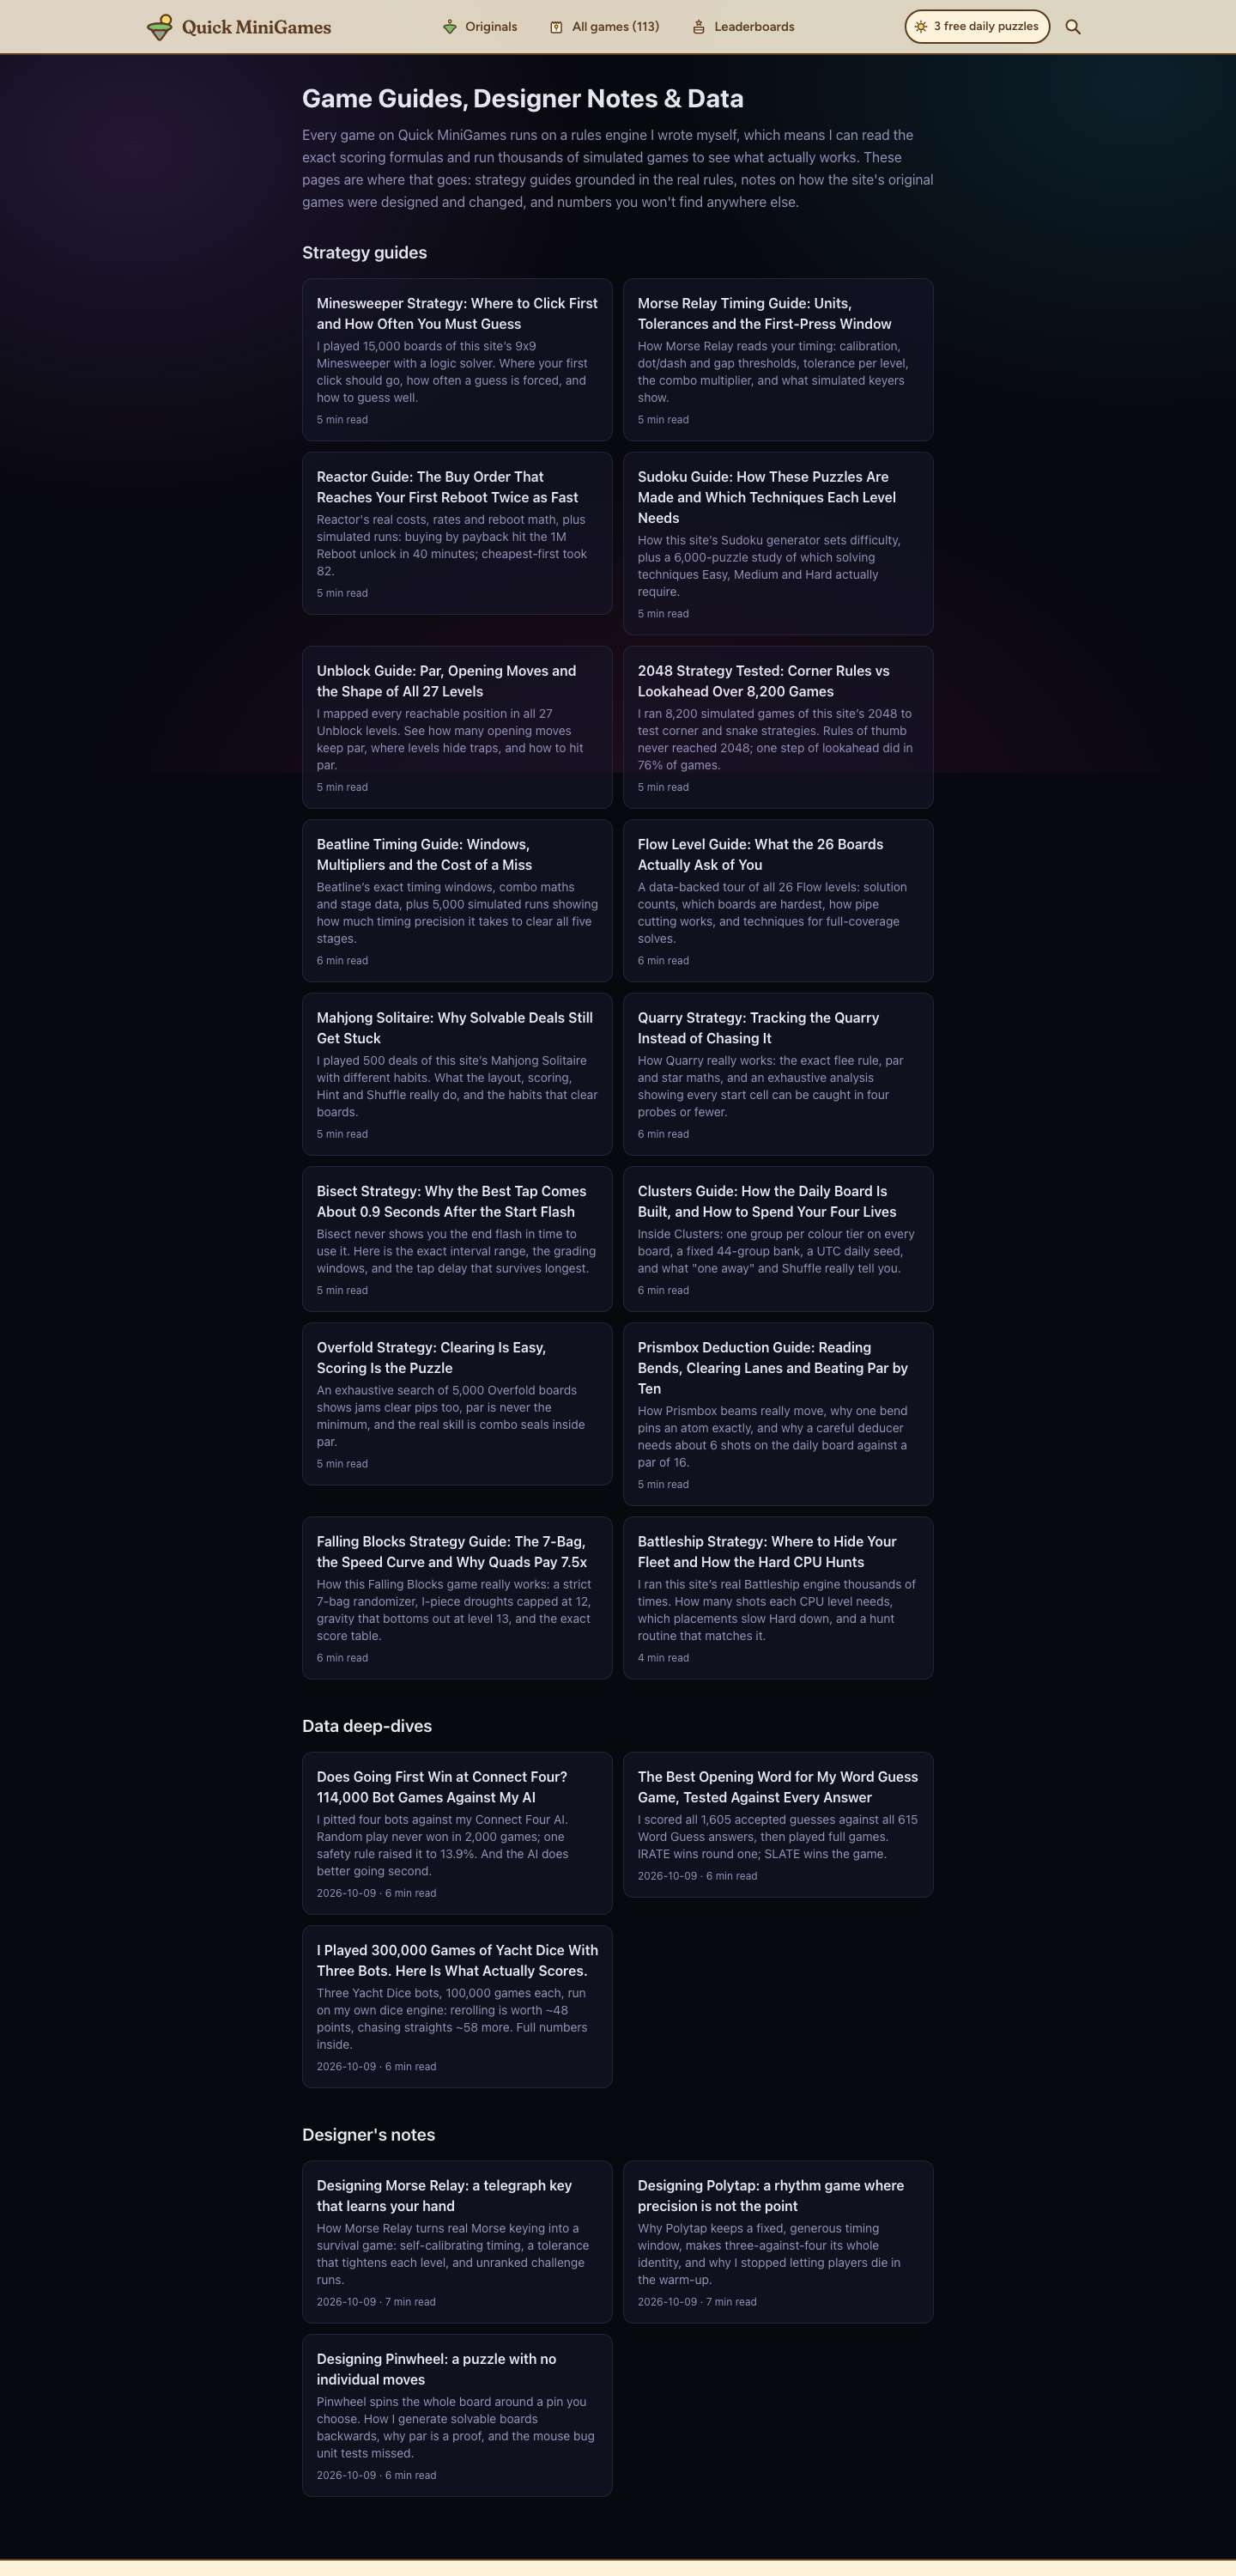 Quick MiniGames
Originals
All games (113)
Leaderboards
3 free daily puzzles
Game Guides, Designer Notes & Data
Every game on Quick MiniGames runs on a rules engine I wrote myself, which means I can read the
exact scoring formulas and run thousands of simulated games to see what actually works. These
pages are where that goes: strategy guides grounded in the real rules, notes on how the site's original
games were designed and changed, and numbers you won't find anywhere else.
Strategy guides
Minesweeper Strategy: Where to Click First
and How Often You Must Guess
I played 15,000 boards of this site's 9x9
Minesweeper with a logic solver. Where your first
click should go, how often a guess is forced, and
how to guess well.
5 min read
Morse Relay Timing Guide: Units,
Tolerances and the First-Press Window
How Morse Relay reads your timing: calibration,
dot/dash and gap thresholds, tolerance per level,
the combo multiplier, and what simulated keyers
show.
5 min read
Reactor Guide: The Buy Order That
Reaches Your First Reboot Twice as Fast
Reactor's real costs, rates and reboot math, plus
simulated runs: buying by payback hit the 1M
Reboot unlock in 40 minutes; cheapest-first took
82.
5 min read
Sudoku Guide: How These Puzzles Are
Made and Which Techniques Each Level
Needs
How this site's Sudoku generator sets difficulty,
plus a 6,000-puzzle study of which solving
techniques Easy, Medium and Hard actually
require.
5 min read
Unblock Guide: Par, Opening Moves and
the Shape of All 27 Levels
I mapped every reachable position in all 27
Unblock levels. See how many opening moves
keep par, where levels hide traps, and how to hit
par.
5 min read
2048 Strategy Tested: Corner Rules vs
Lookahead Over 8,200 Games
I ran 8,200 simulated games of this site's 2048 to
test corner and snake strategies. Rules of thumb
never reached 2048; one step of lookahead did in
76% of games.
5 min read
Beatline Timing Guide: Windows,
Multipliers and the Cost of a Miss
Beatline's exact timing windows, combo maths
and stage data, plus 5,000 simulated runs showing
how much timing precision it takes to clear all five
stages.
6 min read
Flow Level Guide: What the 26 Boards
Actually Ask of You
A data-backed tour of all 26 Flow levels: solution
counts, which boards are hardest, how pipe
cutting works, and techniques for full-coverage
solves.
6 min read
Mahjong Solitaire: Why Solvable Deals Still
Get Stuck
I played 500 deals of this site's Mahjong Solitaire
with different habits. What the layout, scoring,
Hint and Shuffle really do, and the habits that clear
boards.
5 min read
Quarry Strategy: Tracking the Quarry
Instead of Chasing It
How Quarry really works: the exact flee rule, par
and star maths, and an exhaustive analysis
showing every start cell can be caught in four
probes or fewer.
6 min read
Bisect Strategy: Why the Best Tap Comes
About 0.9 Seconds After the Start Flash
Bisect never shows you the end flash in time to
use it. Here is the exact interval range, the grading
windows, and the tap delay that survives longest.
5 min read
Clusters Guide: How the Daily Board Is
Built, and How to Spend Your Four Lives
Inside Clusters: one group per colour tier on every
board, a fixed 44-group bank, a UTC daily seed,
and what "one away" and Shuffle really tell you.
6 min read
Overfold Strategy: Clearing Is Easy,
Scoring Is the Puzzle
An exhaustive search of 5,000 Overfold boards
shows jams clear pips too, par is never the
minimum, and the real skill is combo seals inside
par.
5 min read
Prismbox Deduction Guide: Reading
Bends, Clearing Lanes and Beating Par by
Ten
How Prismbox beams really move, why one bend
pins an atom exactly, and why a careful deducer
needs about 6 shots on the daily board against a
par of 16.
5 min read
Falling Blocks Strategy Guide: The 7-Bag,
the Speed Curve and Why Quads Pay 7.5x
How this Falling Blocks game really works: a strict
7-bag randomizer, I-piece droughts capped at 12,
gravity that bottoms out at level 13, and the exact
score table.
6 min read
Battleship Strategy: Where to Hide Your
Fleet and How the Hard CPU Hunts
I ran this site's real Battleship engine thousands of
times. How many shots each CPU level needs,
which placements slow Hard down, and a hunt
routine that matches it.
4 min read
Data deep-dives
Does Going First Win at Connect Four?
114,000 Bot Games Against My AI
I pitted four bots against my Connect Four AI.
Random play never won in 2,000 games; one
safety rule raised it to 13.9%. And the AI does
better going second.
2026-10-09 · 6 min read
The Best Opening Word for My Word Guess
Game, Tested Against Every Answer
I scored all 1,605 accepted guesses against all 615
Word Guess answers, then played full games.
IRATE wins round one; SLATE wins the game.
2026-10-09 · 6 min read
I Played 300,000 Games of Yacht Dice With
Three Bots. Here Is What Actually Scores.
Three Yacht Dice bots, 100,000 games each, run
on my own dice engine: rerolling is worth ~48
points, chasing straights ~58 more. Full numbers
inside.
2026-10-09 · 6 min read
Designer's notes
Designing Morse Relay: a telegraph key
that learns your hand
How Morse Relay turns real Morse keying into a
survival game: self-calibrating timing, a tolerance
that tightens each level, and unranked challenge
runs.
2026-10-09 · 7 min read
Designing Polytap: a rhythm game where
precision is not the point
Why Polytap keeps a fixed, generous timing
window, makes three-against-four its whole
identity, and why I stopped letting players die in
the warm-up.
2026-10-09 · 7 min read
Designing Pinwheel: a puzzle with no
individual moves
Pinwheel spins the whole board around a pin you
choose. How I generate solvable boards
backwards, why par is a proof, and the mouse bug
unit tests missed.
2026-10-09 · 6 min read